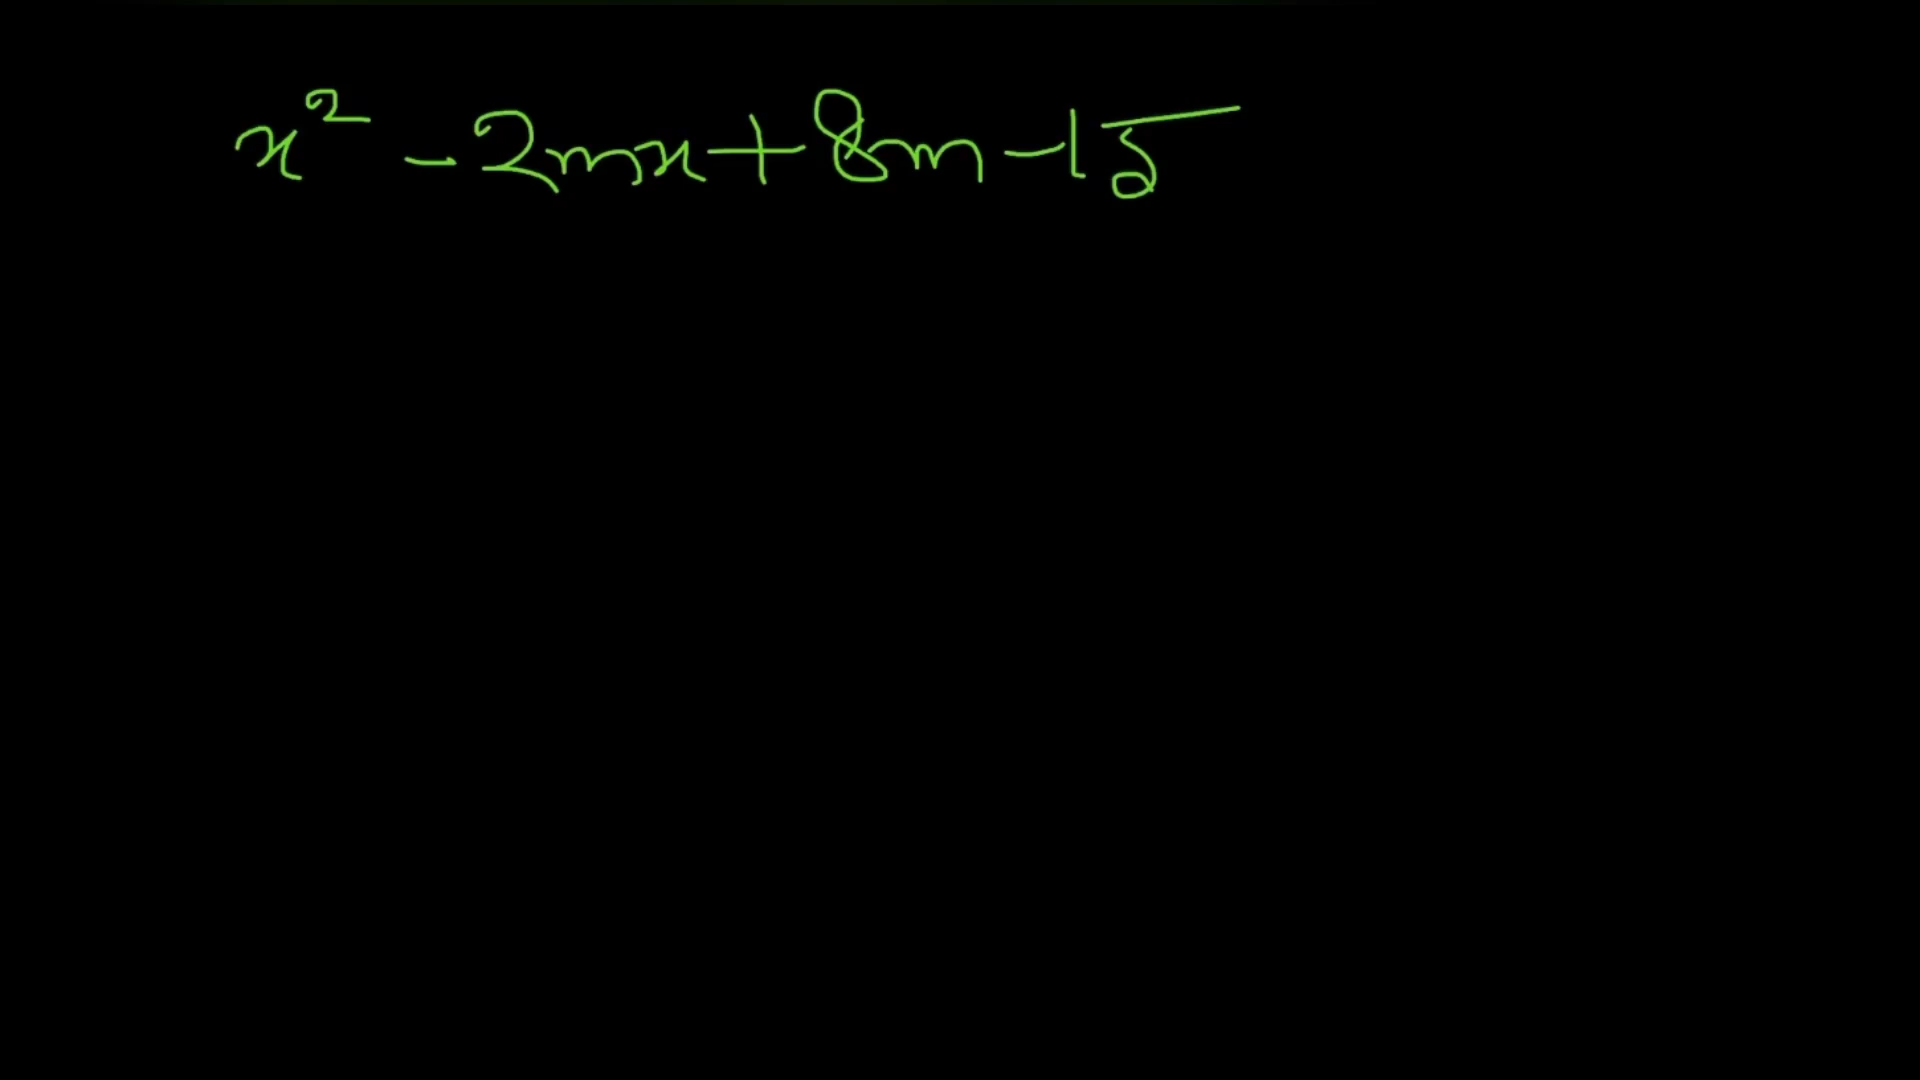 x² - 2mx + 8m - 15